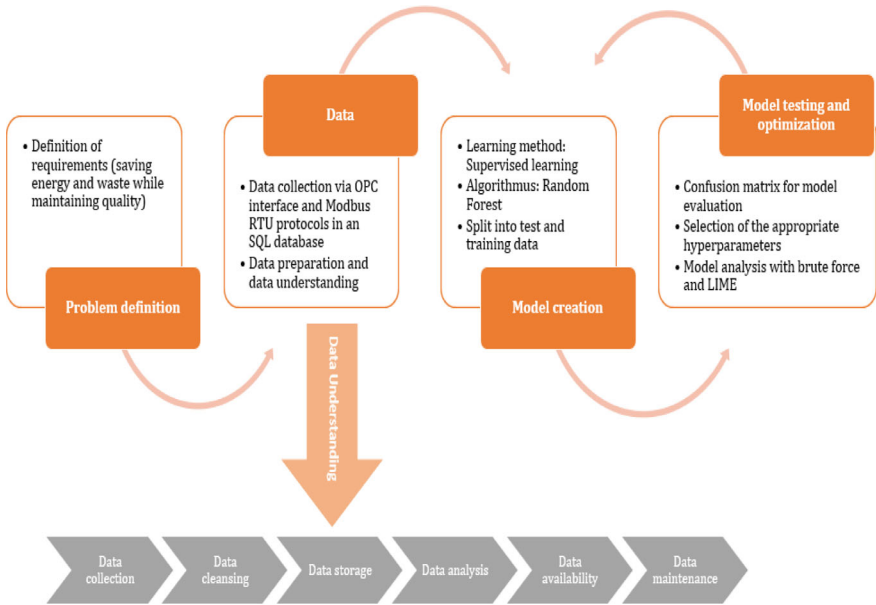 • Definition of
requirements (saving
energy and waste while
maintaining quality)
Problem definition
Data
• Data collection via OPC
interface and Modbus
RTU protocols in an
SQL database
• Data preparation and
data understanding
• Learning method:
Supervised learning
• Algorithmus: Random
Forest
• Split into test and
training data
Model creation
Model testing and
optimization
• Confusion matrix for model
evaluation
• Selection of the appropriate
hyperparameters
• Model analysis with brute force
and LIME
Data Understanding
Data
collection
Data
cleansing
Data storage
Data analysis
Data
availability
Data
maintenance